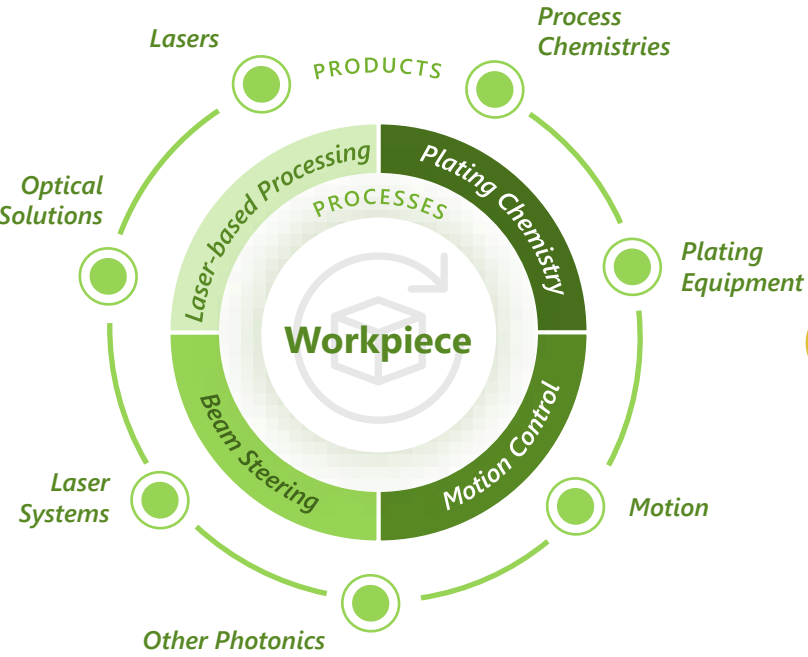 Process
Chemistries
Lasers
PRODUCTS
Laser-based Processing
Plating Chemistry
Optical
Solutions
PROCESSES
Plating
Equipment
Workpiece
Beam Steering
Motion Control
Laser
Systems
Motion
Other Photonics